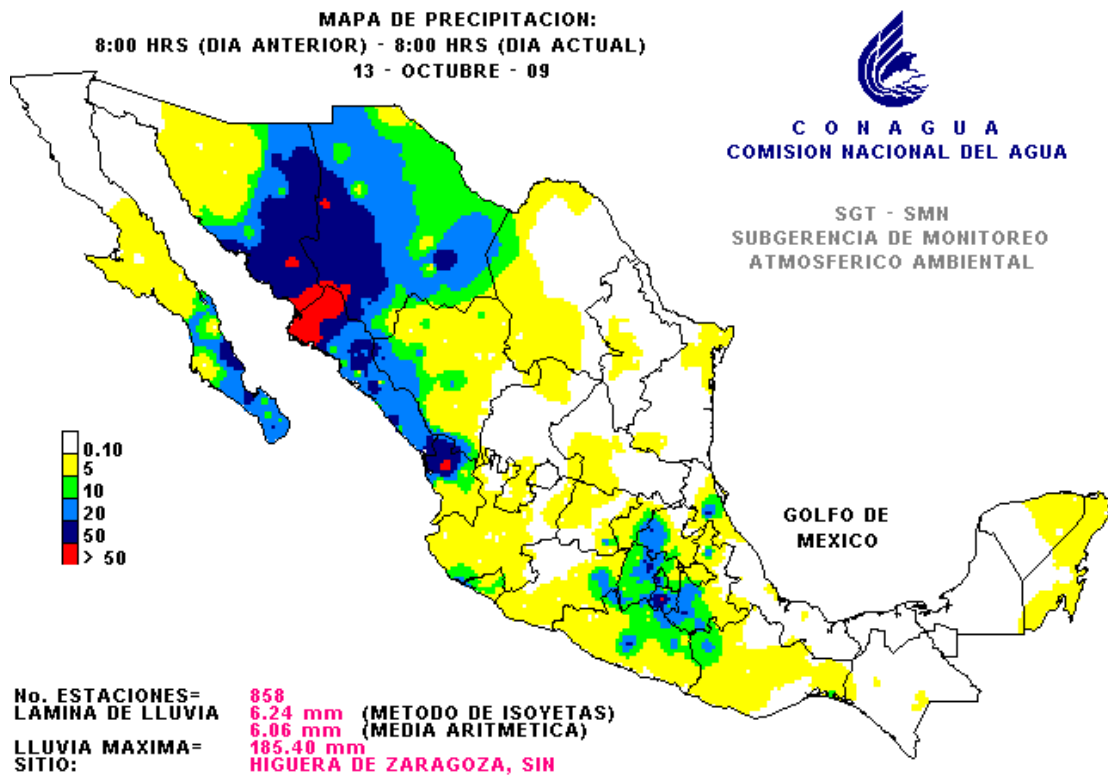 MAPA DE PRECIPITACION:
8:00 HRS (DIA ANTERIOR) - 8:00 HRS (DIA ACTUAL)
13 - OCTUBRE - 09
C O N A G U A
COMISION NACIONAL DEL AGUA
SGT - SMN
SUBGERENCIA DE MONITOREO
ATMOSFERICO AMBIENTAL
0.10
5
10
20
50
> 50
GOLFO DE
MEXICO
No. ESTACIONES= 858
LAMINA DE LLUVIA 6.24 mm (METODO DE ISOYETAS)
6.06 mm (MEDIA ARITMETICA)
LLUVIA MAXIMA= 185.40 mm
SITIO: HIGUERA DE ZARAGOZA, SIN